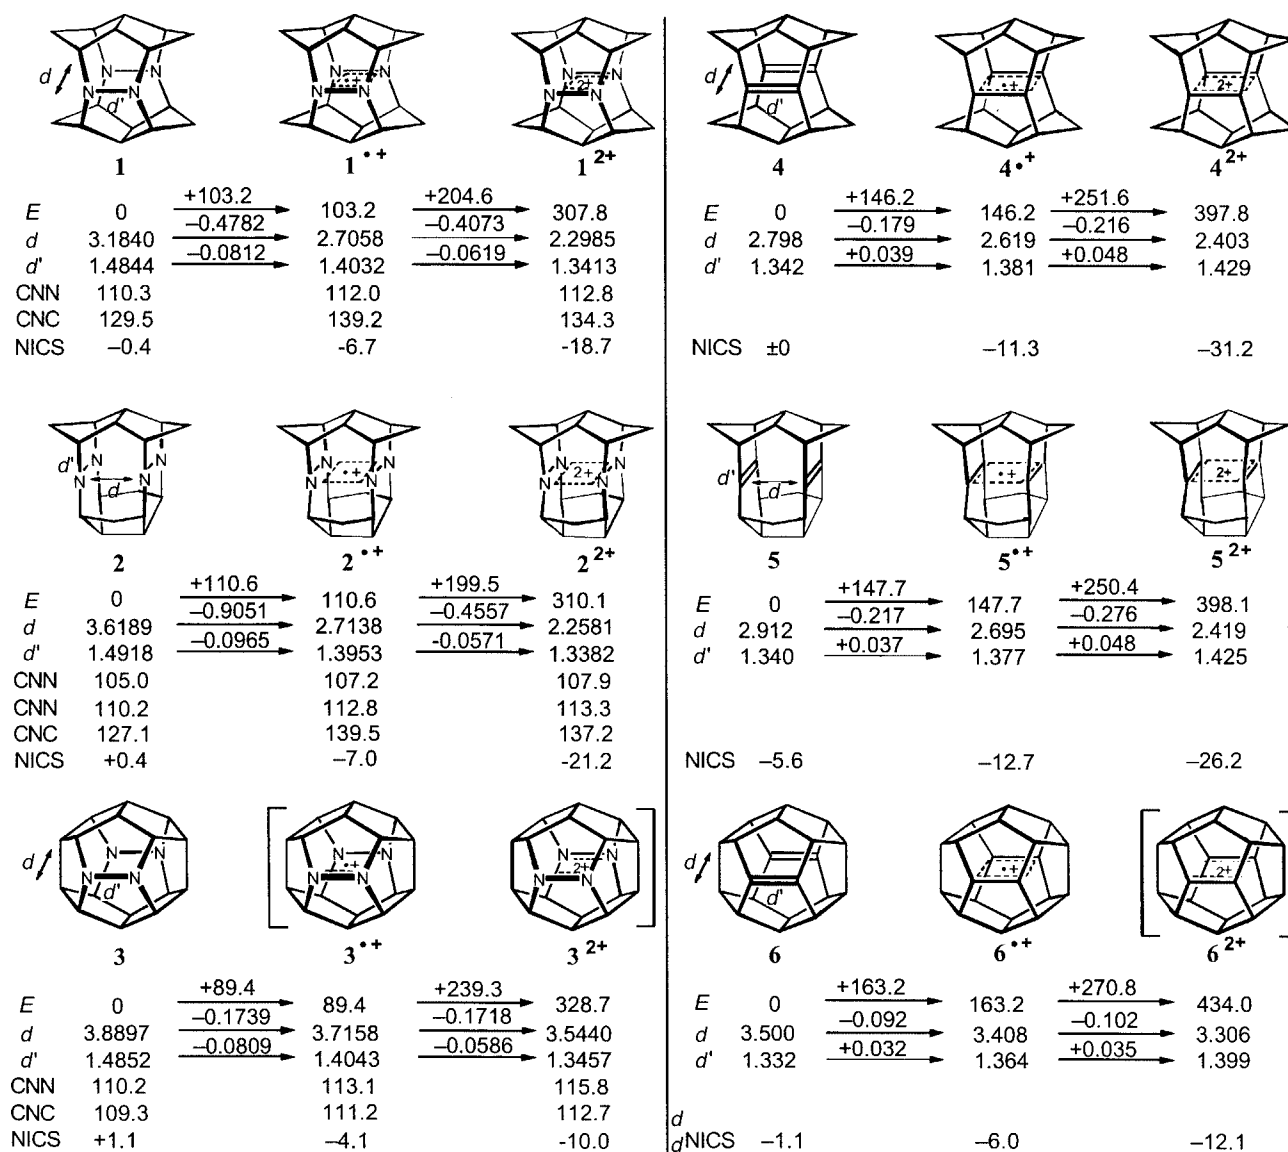 d N N N N d'
N N •+ N N
N N 2+ N N
1 1•+ 1 2+
+103.2 +204.6
E 0 103.2 307.8
−0.4782 −0.4073
d 3.1840 2.7058 2.2985
−0.0812 −0.0619
d' 1.4844 1.4032 1.3413
CNN 110.3 112.0 112.8
CNC 129.5 139.2 134.3
NICS −0.4 -6.7 -18.7
d' N N N N d
N N •+ N N
N N 2+ N N
2 2•+ 2 2+
+110.6 +199.5
E 0 110.6 310.1
−0.9051 −0.4557
d 3.6189 2.7138 2.2581
−0.0965 -0.0571
d' 1.4918 1.3953 1.3382
CNN 105.0 107.2 107.9
CNN 110.2 112.8 113.3
CNC 127.1 139.5 137.2
NICS +0.4 −7.0 -21.2
d N N N N d'
N N •+ N N
N N 2+ N N
3 3•+ 3 2+
+89.4 +239.3
E 0 89.4 328.7
−0.1739 −0.1718
d 3.8897 3.7158 3.5440
−0.0809 −0.0586
d' 1.4852 1.4043 1.3457
CNN 110.2 113.1 115.8
CNC 109.3 111.2 112.7
NICS +1.1 −4.1 -10.0
d d' •+ 2+
4 4•+ 4 2+
+146.2 +251.6
E 0 146.2 397.8
−0.179 −0.216
d 2.798 2.619 2.403
+0.039 +0.048
d' 1.342 1.381 1.429
NICS ±0 −11.3 −31.2
d' d •+ 2+
5 5•+ 5 2+
+147.7 +250.4
E 0 147.7 398.1
−0.217 −0.276
d 2.912 2.695 2.419
+0.037 +0.048
d' 1.340 1.377 1.425
NICS −5.6 −12.7 −26.2
d d' •+ 2+
6 6•+ 6 2+
+163.2 +270.8
E 0 163.2 434.0
−0.092 −0.102
d 3.500 3.408 3.306
+0.032 +0.035
d' 1.332 1.364 1.399
d
d NICS −1.1 −6.0 −12.1